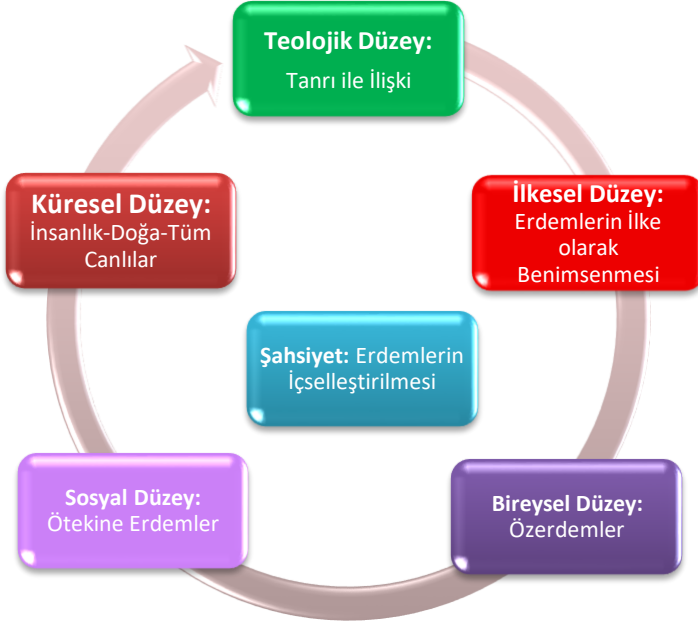 Teolojik Düzey:
Tanrı ile İlişki
İlkesel Düzey:
Erdemlerin İlke
olarak
Benimsenmesi
Bireysel Düzey:
Özerdemler
Sosyal Düzey:
Ötekine Erdemler
Küresel Düzey:
İnsanlık-Doğa-Tüm
Canlılar
Şahsiyet: Erdemlerin
İçselleştirilmesi